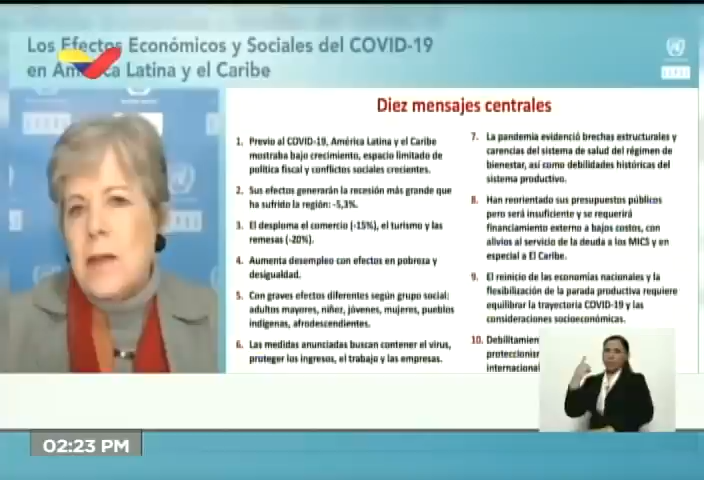 Los Efectos Económicos y Sociales del COVID-19
en América Latina y el Caribe
Diez mensajes centrales
1. Previo al COVID-19, América Latina y el Caribe
mostraba bajo crecimiento, espacio limitado de
política fiscal y conflictos sociales crecientes.
2. Sus efectos generarán la recesión más grande que
ha sufrido la región: -5,3%.
3. El desploma el comercio (-15%), el turismo y las
remesas (-20%).
4. Aumenta desempleo con efectos en pobreza y
desigualdad.
5. Con graves efectos diferentes según grupo social:
adultos mayores, niñez, jóvenes, mujeres, pueblos
indígenas, afrodescendientes.
6. Las medidas anunciadas buscan contener el virus,
proteger los ingresos, el trabajo y las empresas.
7. La pandemia evidenció brechas estructurales y
carencias del sistema de salud del régimen de
bienestar, así como debilidades históricas del
sistema productivo.
8. Han reorientado sus presupuestos públicos
pero será insuficiente y se requerirá
financiamiento externo a bajos costos, con
alivios al servicio de la deuda a los MICS y en
especial a El Caribe.
9. El reinicio de las economías nacionales y la
flexibilización de la parada productiva requiere
equilibrar la trayectoria COVID-19 y las
consideraciones socioeconómicas.
10. Debilitamien
proteccionism
internacional
02:23 PM